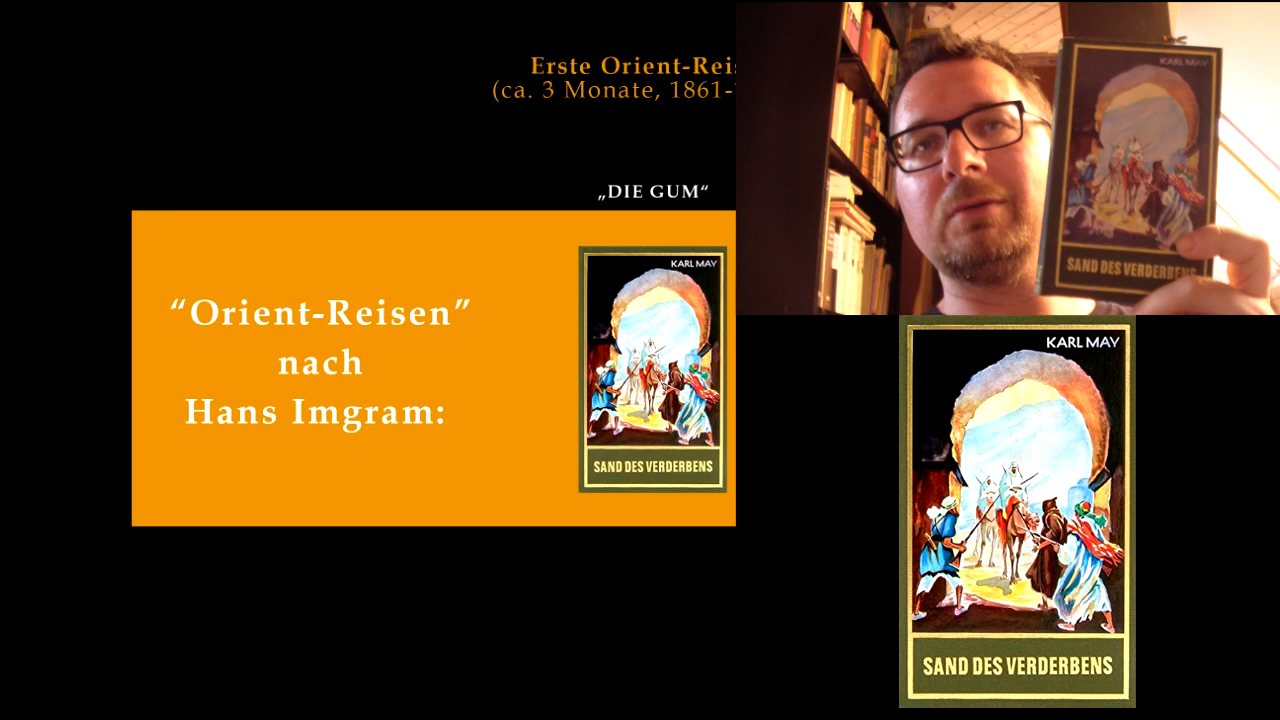 Erste Orient-Reis
(ca. 3 Monate, 1861-
„DIE GUM“
“Orient-Reisen”
nach
Hans Imgram:
KARL MAY
SAND DES VERDERBENS
KARL MAY
SAND DES VERDERBENS
KARL MAY
SAND DES VERDERBENS